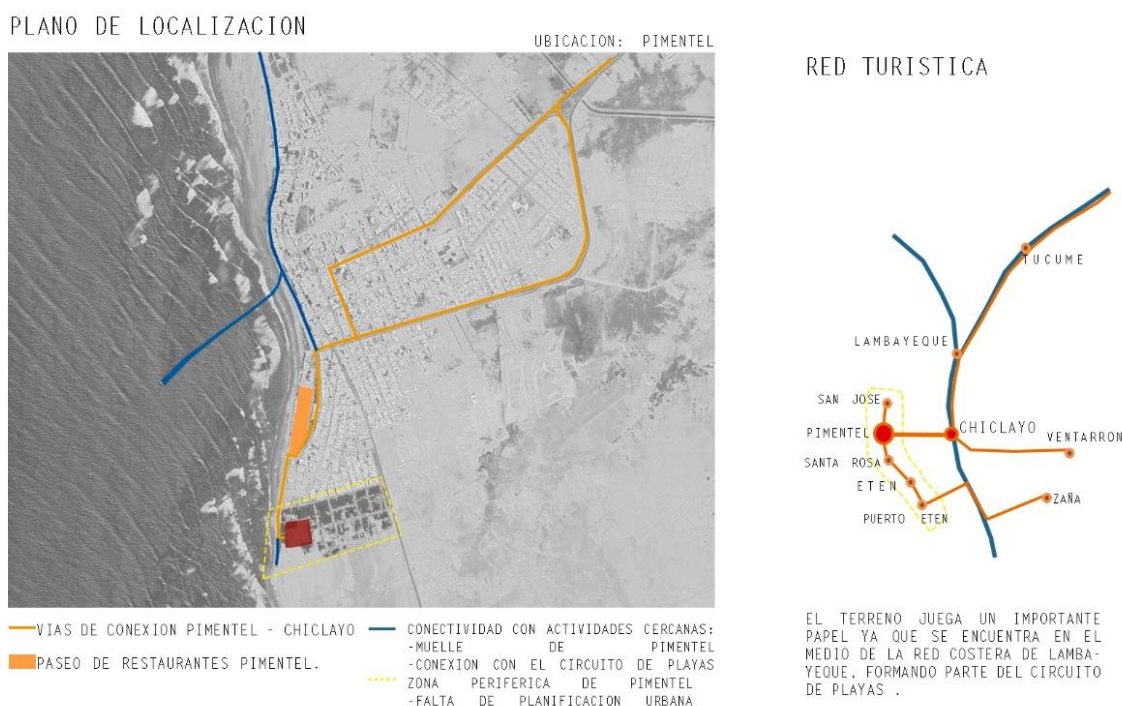 PLANO DE LOCALIZACION
UBICACION: PIMENTEL
VIAS DE CONEXION PIMENTEL - CHICLAYO
PASEO DE RESTAURANTES PIMENTEL.
CONECTIVIDAD CON ACTIVIDADES CERCANAS:
-MUELLE DE PIMENTEL
-CONEXION CON EL CIRCUITO DE PLAYAS
ZONA PERIFERICA DE PIMENTEL
-FALTA DE PLANIFICACION URBANA
RED TURISTICA
TUCUME
LAMBAYEQUE
SAN JOSE
PIMENTEL
CHICLAYO
VENTARRON
SANTA ROSA
ETEN
ZAÑA
PUERTO ETEN
EL TERRENO JUEGA UN IMPORTANTE
PAPEL YA QUE SE ENCUENTRA EN EL
MEDIO DE LA RED COSTERA DE LAMBA-
YEQUE, FORMANDO PARTE DEL CIRCUITO
DE PLAYAS .